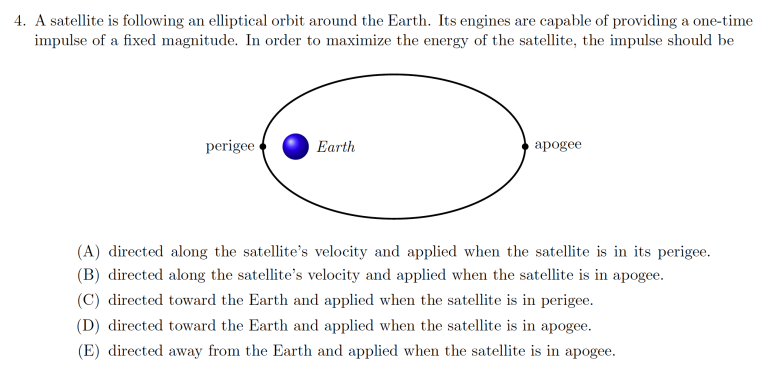 4. A satellite is following an elliptical orbit around the Earth. Its engines are capable of providing a one-time
impulse of a fixed magnitude. In order to maximize the energy of the satellite, the impulse should be
perigee
Earth
apogee
(A) directed along the satellite's velocity and applied when the satellite is in its perigee.
(B) directed along the satellite's velocity and applied when the satellite is in apogee.
(C) directed toward the Earth and applied when the satellite is in perigee.
(D) directed toward the Earth and applied when the satellite is in apogee.
(E) directed away from the Earth and applied when the satellite is in apogee.